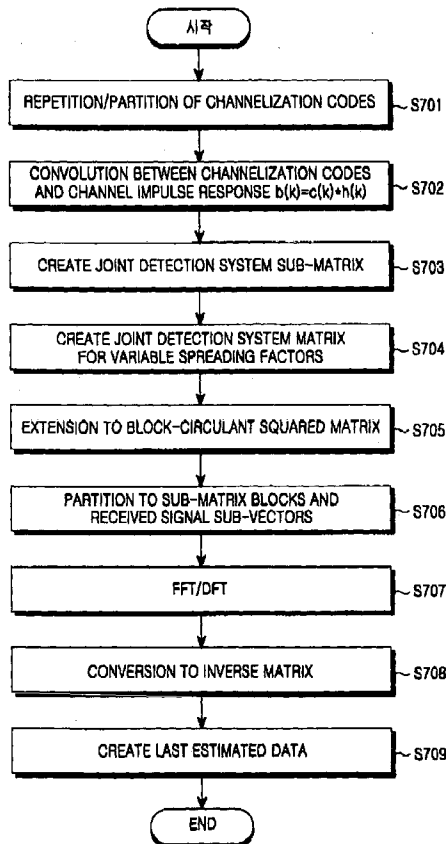 시작
REPETITION/PARTITION OF CHANNELIZATION CODES
S701
CONVOLUTION BETWEEN CHANNELIZATION CODES
AND CHANNEL IMPULSE RESPONSE b(k)=c(k)*h(k)
S702
CREATE JOINT DETECTION SYSTEM SUB-MATRIX
S703
CREATE JOINT DETECTION SYSTEM MATRIX
FOR VARIABLE SPREADING FACTORS
S704
EXTENSION TO BLOCK-CIRCULANT SQUARED MATRIX
S705
PARTITION TO SUB-MATRIX BLOCKS AND
RECEIVED SIGNAL SUB-VECTORS
S706
FFT/DFT
S707
CONVERSION TO INVERSE MATRIX
S708
CREATE LAST ESTIMATED DATA
S709
END